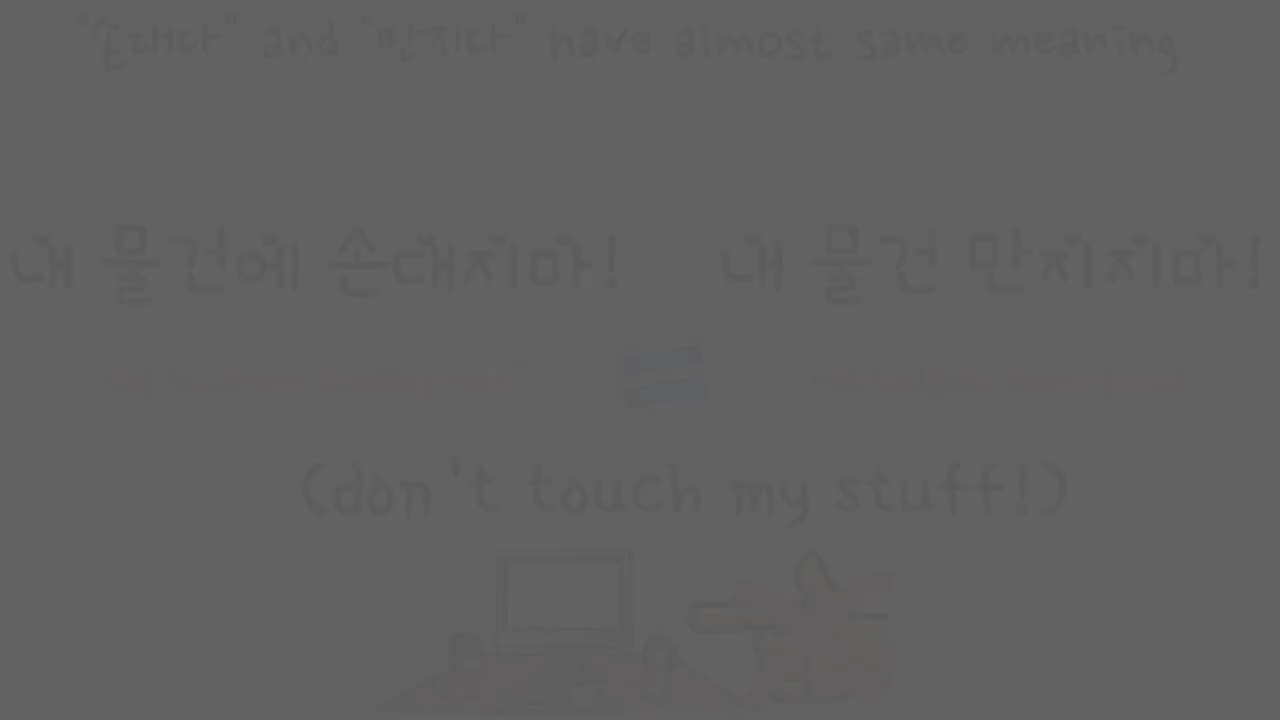 "손대다" and "만지다" have almost same meaning
내 물건에 손대지마! 내 물건 만지지마!
=
(don't touch my stuff!)